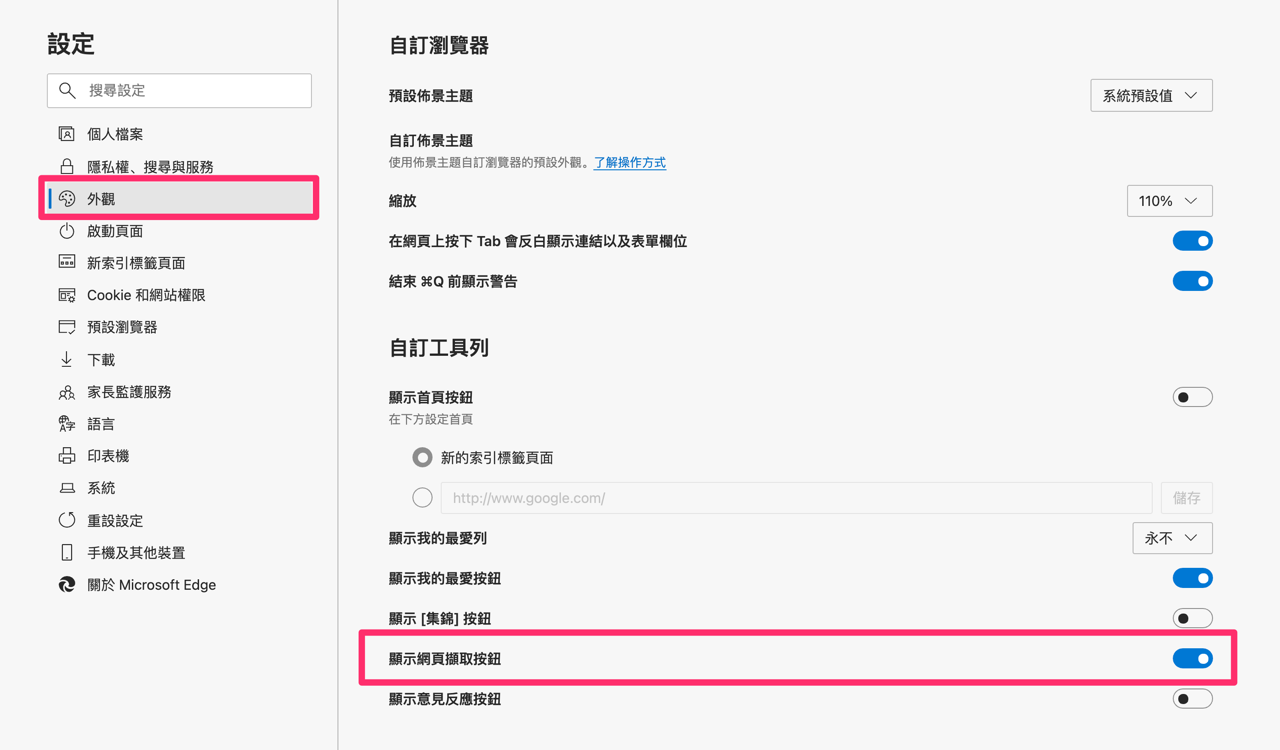 設定
搜尋設定
個人檔案
隱私權、搜尋與服務
外觀
啟動頁面
新索引標籤頁面
Cookie 和網站權限
預設瀏覽器
下載
家長監護服務
語言
印表機
系統
重設設定
手機及其他裝置
關於 Microsoft Edge
自訂瀏覽器
預設佈景主題
系統預設值
自訂佈景主題
使用佈景主題自訂瀏覽器的預設外觀。了解操作方式
縮放
110%
在網頁上按下 Tab 會反白顯示連結以及表單欄位
結束 ⌘Q 前顯示警告
自訂工具列
顯示首頁按鈕
在下方設定首頁
新的索引標籤頁面
http://www.google.com/
儲存
顯示我的最愛列
永不
顯示我的最愛按鈕
顯示 [集錦] 按鈕
顯示網頁擷取按鈕
顯示意見反應按鈕